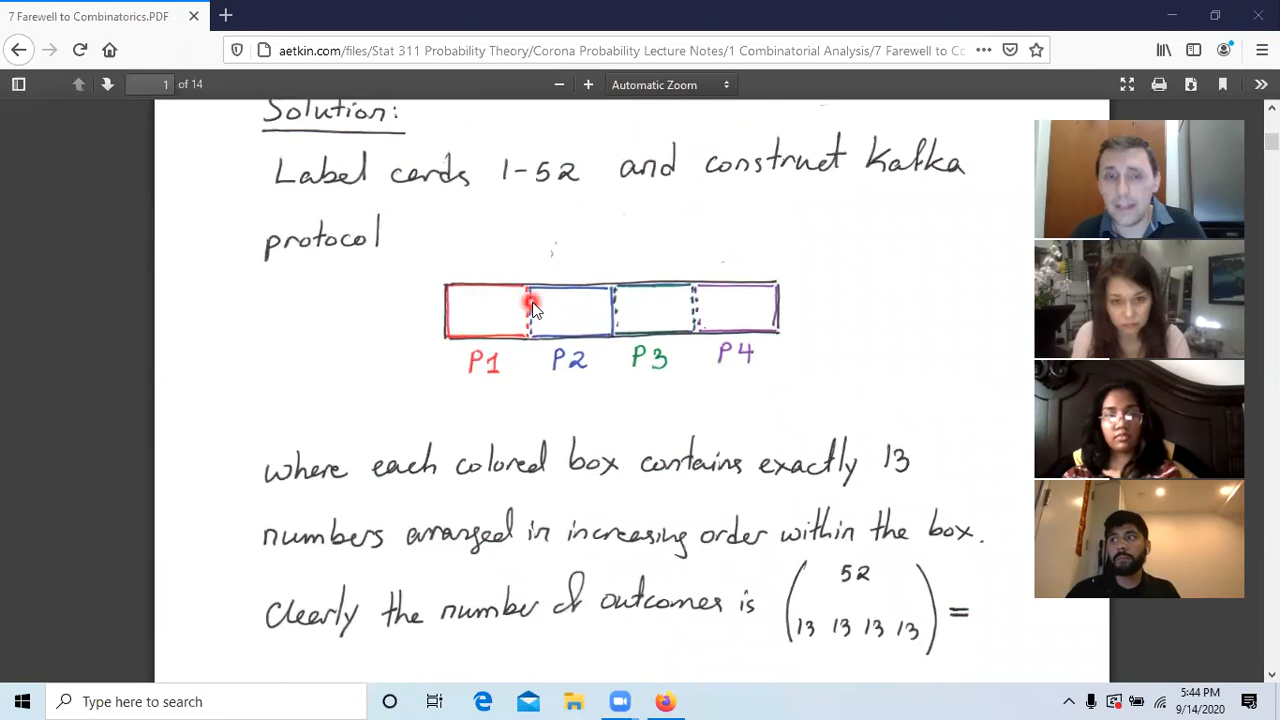 7 Farewell to Combinatorics.PDF
aetkin.com/files/Stat 311 Probability Theory/Corona Probability Lecture Notes/1 Combinatorial Analysis/7 Farewell to Co
1 of 14
Automatic Zoom
Solution:
Label cards 1-52 and construct Kafka
protocol
P1 P2 P3 P4
where each colored box contains exactly 13
numbers arranged in increasing order within the box.
Clearly the number of outcomes is ( 52
13 13 13 13 ) =
Type here to search
5:44 PM
9/14/2020